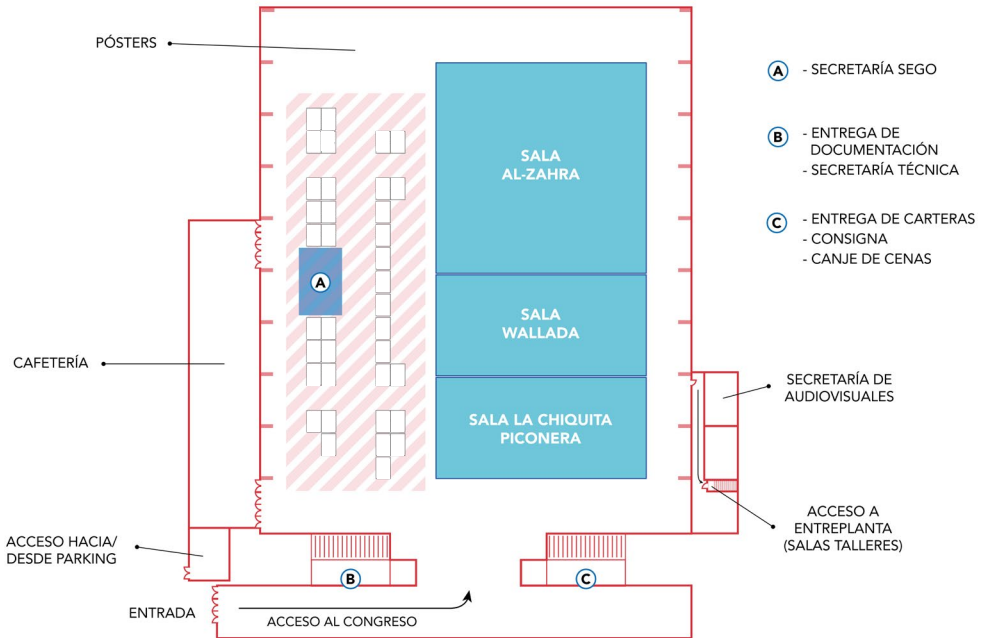 PÓSTERS
SALA
AL-ZAHRA
A
SALA
WALLADA
CAFETERÍA
SALA LA CHIQUITA
PICONERA
ACCESO HACIA/
DESDE PARKING
B
C
ENTRADA
ACCESO AL CONGRESO
A - SECRETARÍA SEGO
B - ENTREGA DE
DOCUMENTACIÓN
- SECRETARÍA TÉCNICA
C - ENTREGA DE CARTERAS
- CONSIGNA
- CANJE DE CENAS
SECRETARÍA DE
AUDIOVISUALES
ACCESO A
ENTREPLANTA
(SALAS TALLERES)